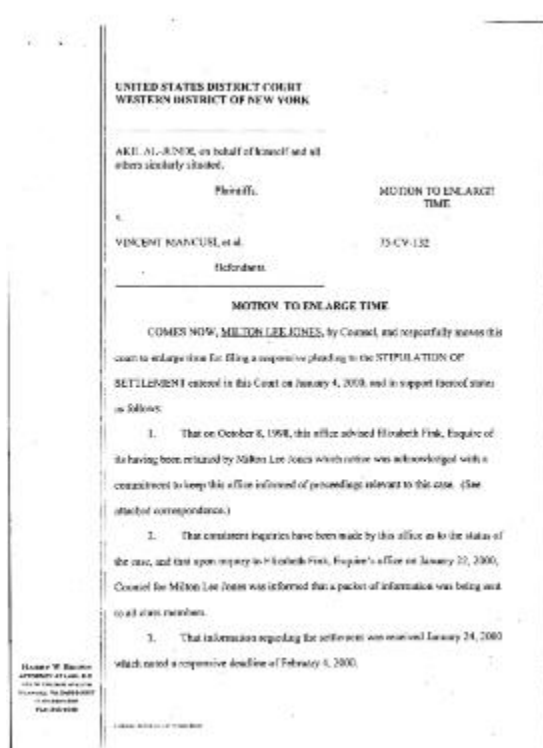 UNITED STATES DISTRICT COURT
WESTERN DISTRICT OF NEW YORK
AKIL AL-JUNDI, on behalf of himself and all
others similarly situated,
Plaintiffs,
MOTION TO ENLARGE
TIME
v.
VINCENT MANCUSI, et al.
75-CV-132
Defendants
MOTION TO ENLARGE TIME
COMES NOW, MILTON LEE JONES, by Counsel, and respectfully moves this
court to enlarge time for filing a responsive pleading to the STIPULATION OF
SETTLEMENT entered in this Court on January 4, 2000, and in support thereof states
as follows:
1. That on October 8, 1998, this office advised Elizabeth Fink, Esquire of
its having been retained by Milton Lee Jones which notice was acknowledged with a
commitment to keep this office informed of proceedings relevant to this case. (See
attached correspondence.)
2. That consistent inquiries have been made by this office as to the status of
the case, and that upon inquiry to Elizabeth Fink, Esquire's office on January 22, 2000,
Counsel for Milton Lee Jones was informed that a packet of information was being sent
to all class members.
3. That information regarding the settlement was received January 24, 2000
which noted a responsive deadline of February 4, 2000.
ATTORNEY AT LAW